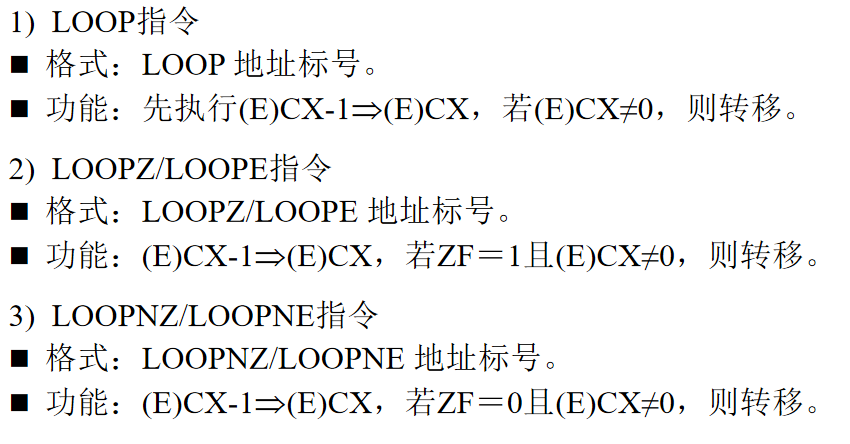 1) LOOP指令
■ 格式：LOOP 地址标号。
■ 功能：先执行(E)CX-1⇒(E)CX，若(E)CX≠0，则转移。
2) LOOPZ/LOOPE指令
■ 格式：LOOPZ/LOOPE 地址标号。
■ 功能：(E)CX-1⇒(E)CX，若ZF＝1且(E)CX≠0，则转移。
3) LOOPNZ/LOOPNE指令
■ 格式：LOOPNZ/LOOPNE 地址标号。
■ 功能：(E)CX-1⇒(E)CX，若ZF＝0且(E)CX≠0，则转移。